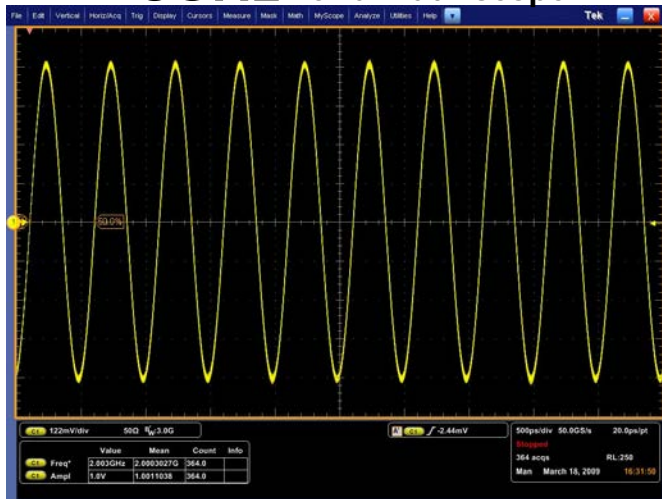 File Edit Vertical Horiz/Acq Trig Display Cursors Measure Mask Math MyScope Analyze Utilities Help Tek X
1 50.0%
C1 122mV/div 50Ω BW:3.0G A' C1 -2.44mV 500ps/div 50.0GS/s 20.0ps/pt
Stopped
364 acqs RL:250
Man March 18, 2009 16:31:50
Value Mean Count Info
C1 Freq* 2.003GHz 2.0003027G 364.0
C1 Ampl 1.0V 1.0011038 364.0